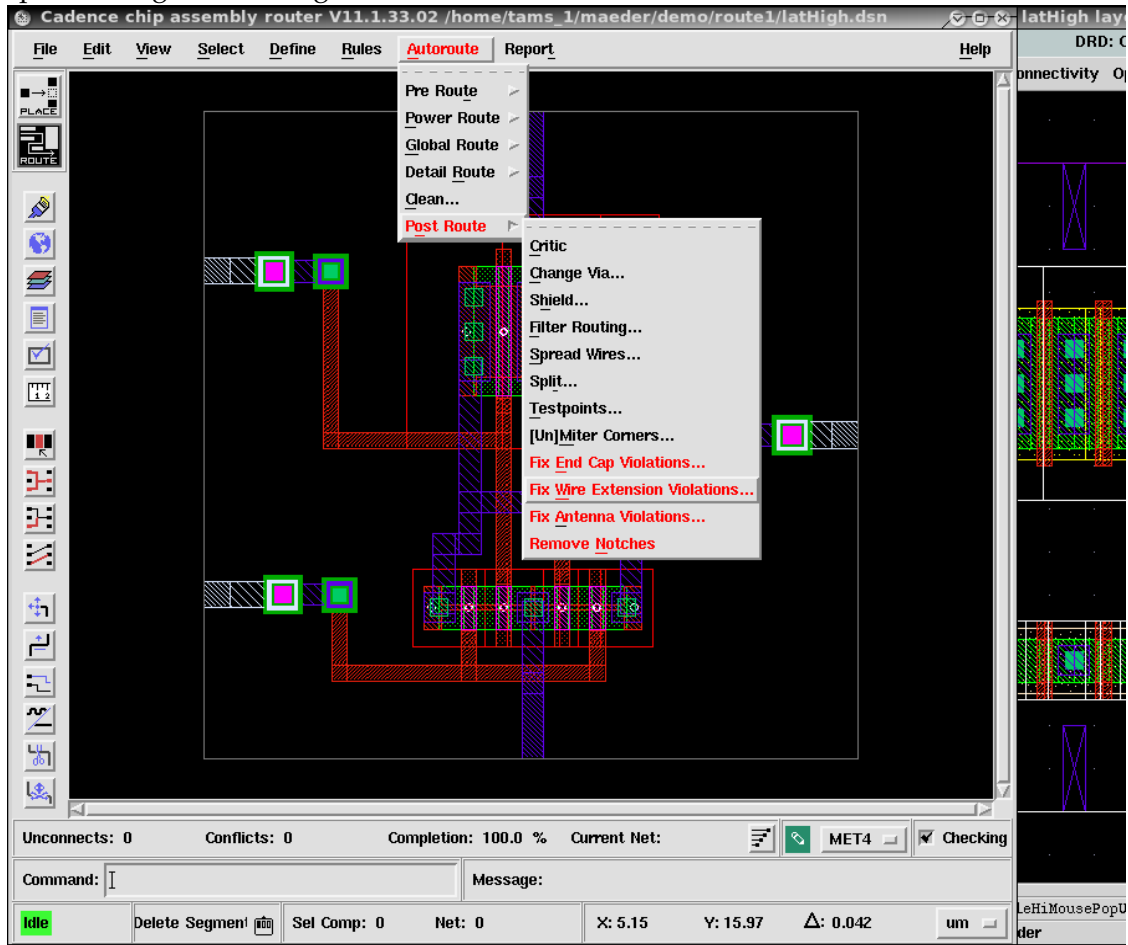 Cadence chip assembly router V11.1.33.02 /home/tams_1/maeder/demo/route1/latHigh.dsn
latHigh lay
DRD:
File Edit View Select Define Rules Autoroute Report Help
onnectivity
PLACE
ROUTE
Pre Route
Power Route
Global Route
Detail Route
Clean...
Post Route
Critic
Change Via...
Shield...
Filter Routing...
Spread Wires...
Split...
Testpoints...
[Un]Miter Corners...
Fix End Cap Violations...
Fix Wire Extension Violations...
Fix Antenna Violations...
Remove Notches
1 2
Unconnects: 0 Conflicts: 0 Completion: 100.0 % Current Net: MET4 Checking
Command: Message:
Idle Delete Segment Sel Comp: 0 Net: 0 X: 5.15 Y: 15.97 Δ: 0.042 um
LeHiMousePopU
der